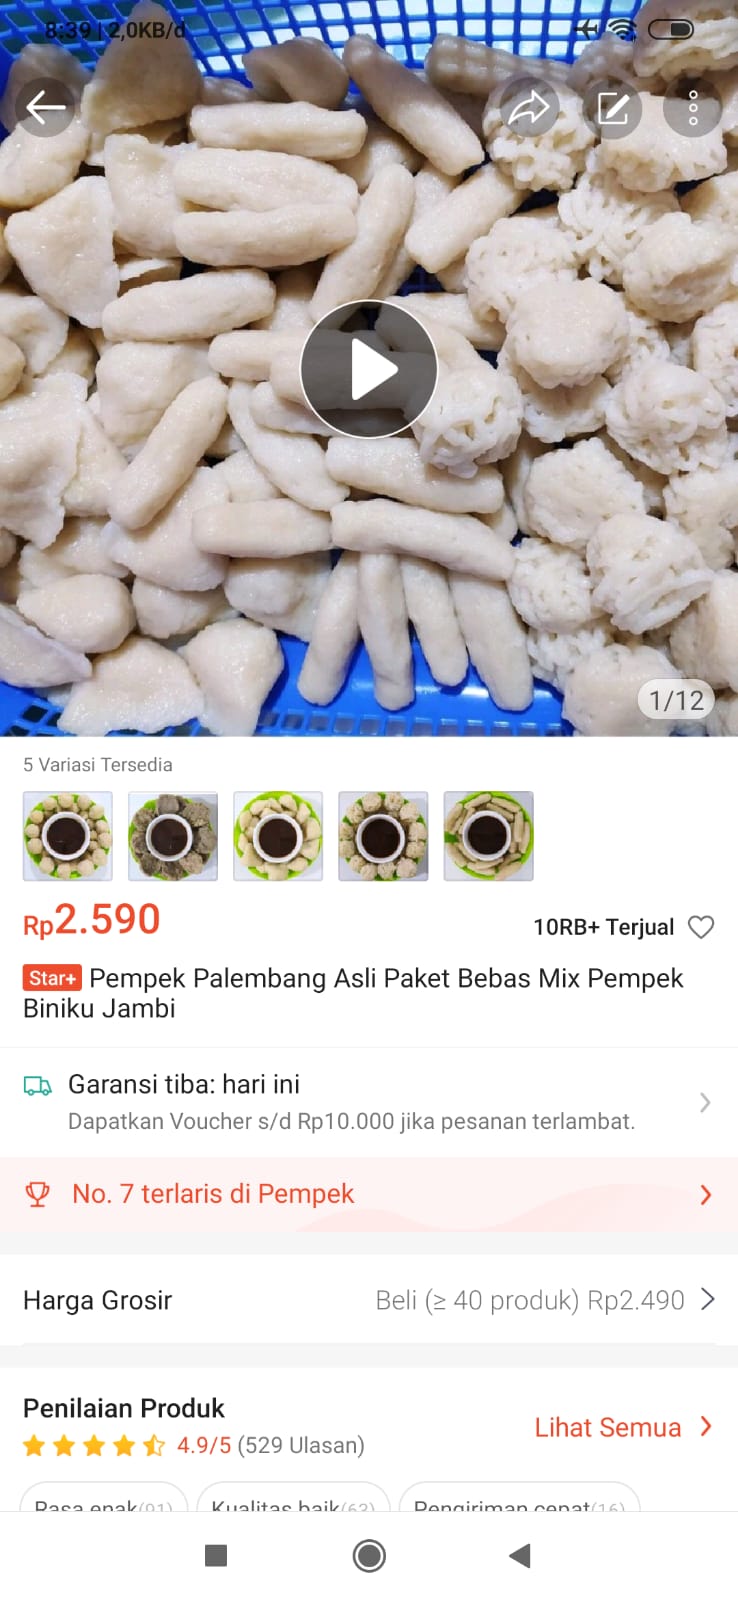 8:39 | 2,0KB/d
1/12
5 Variasi Tersedia
Rp2.590
10RB+ Terjual
Star+ Pempek Palembang Asli Paket Bebas Mix Pempek
Biniku Jambi
Garansi tiba: hari ini
Dapatkan Voucher s/d Rp10.000 jika pesanan terlambat.
No. 7 terlaris di Pempek
Harga Grosir
Beli (≥ 40 produk) Rp2.490
Penilaian Produk
4.9/5 (529 Ulasan)
Lihat Semua
Rasa enak(91) Kualitas baik(63) Pengiriman cepat(16)